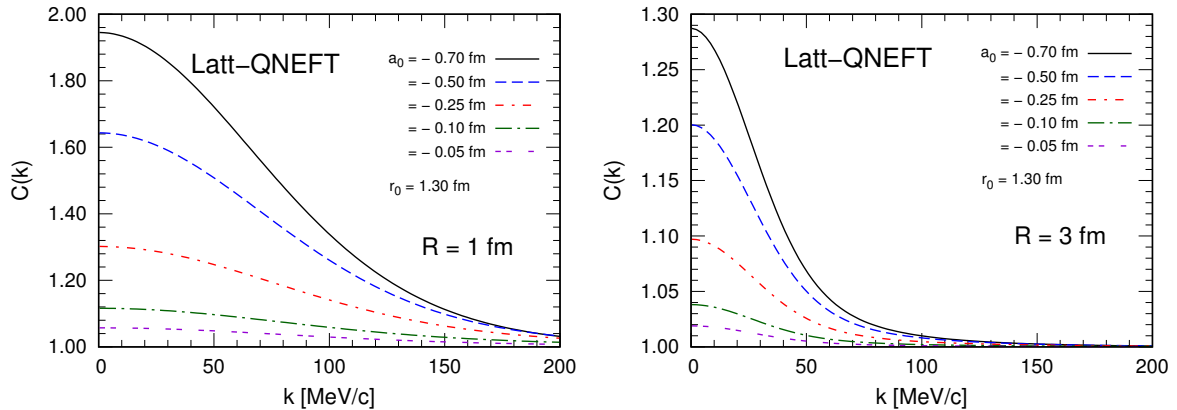 Latt−QNEFT
a0 = − 0.70 fm
= − 0.50 fm
= − 0.25 fm
= − 0.10 fm
= − 0.05 fm
r0 = 1.30 fm
R = 1 fm
C(k)
2.00
1.80
1.60
1.40
1.20
1.00
0 50 100 150 200
k [MeV/c]
Latt−QNEFT
a0 = − 0.70 fm
= − 0.50 fm
= − 0.25 fm
= − 0.10 fm
= − 0.05 fm
r0 = 1.30 fm
R = 3 fm
C(k)
1.30
1.25
1.20
1.15
1.10
1.05
1.00
0 50 100 150 200
k [MeV/c]